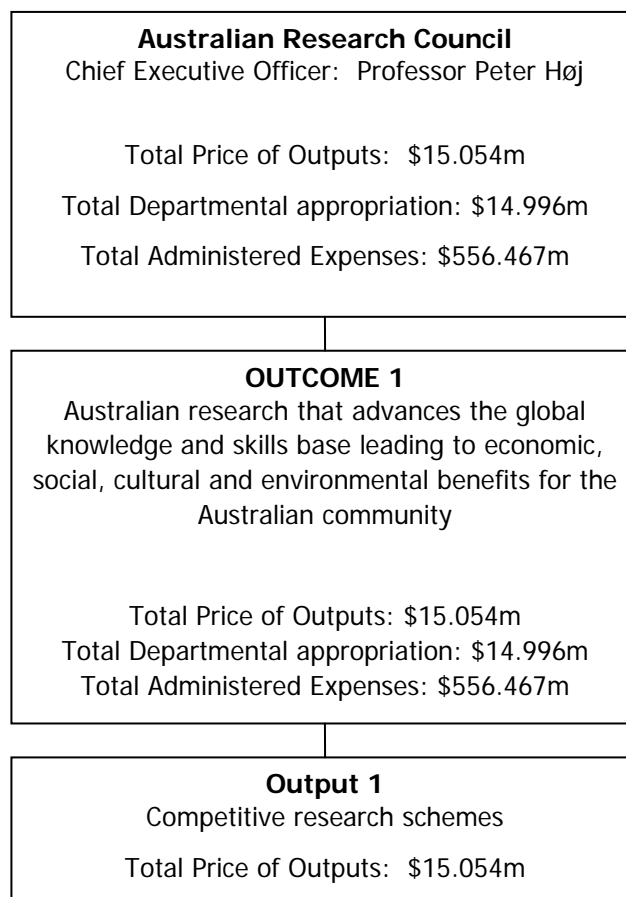 Australian Research Council
Chief Executive Officer: Professor Peter Høj
Total Price of Outputs: $15.054m
Total Departmental appropriation: $14.996m
Total Administered Expenses: $556.467m
OUTCOME 1
Australian research that advances the global
knowledge and skills base leading to economic,
social, cultural and environmental benefits for the
Australian community
Total Price of Outputs: $15.054m
Total Departmental appropriation: $14.996m
Total Administered Expenses: $556.467m
Output 1
Competitive research schemes
Total Price of Outputs: $15.054m